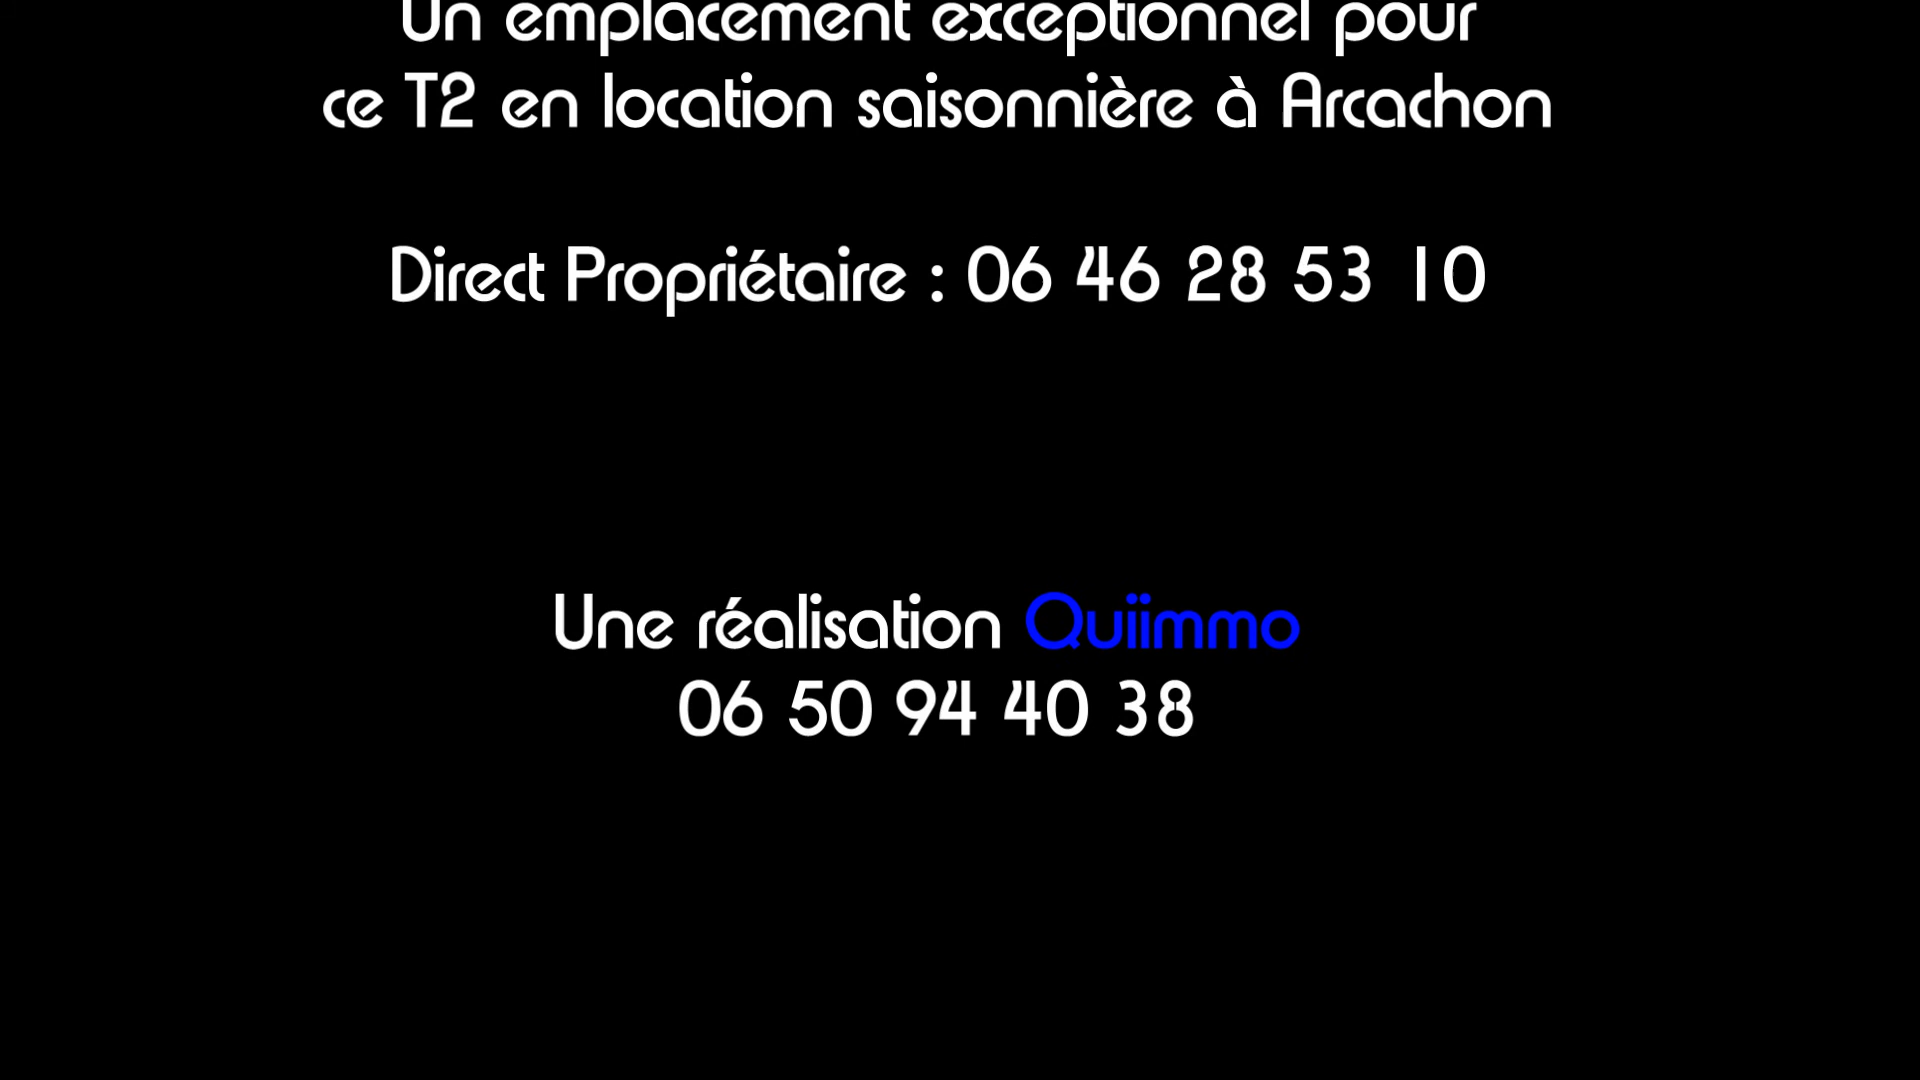 Un emplacement exceptionnel pour
ce T2 en location saisonnière à Arcachon
Direct Propriétaire : 06 46 28 53 10
Une réalisation Quiimmo
06 50 94 40 38